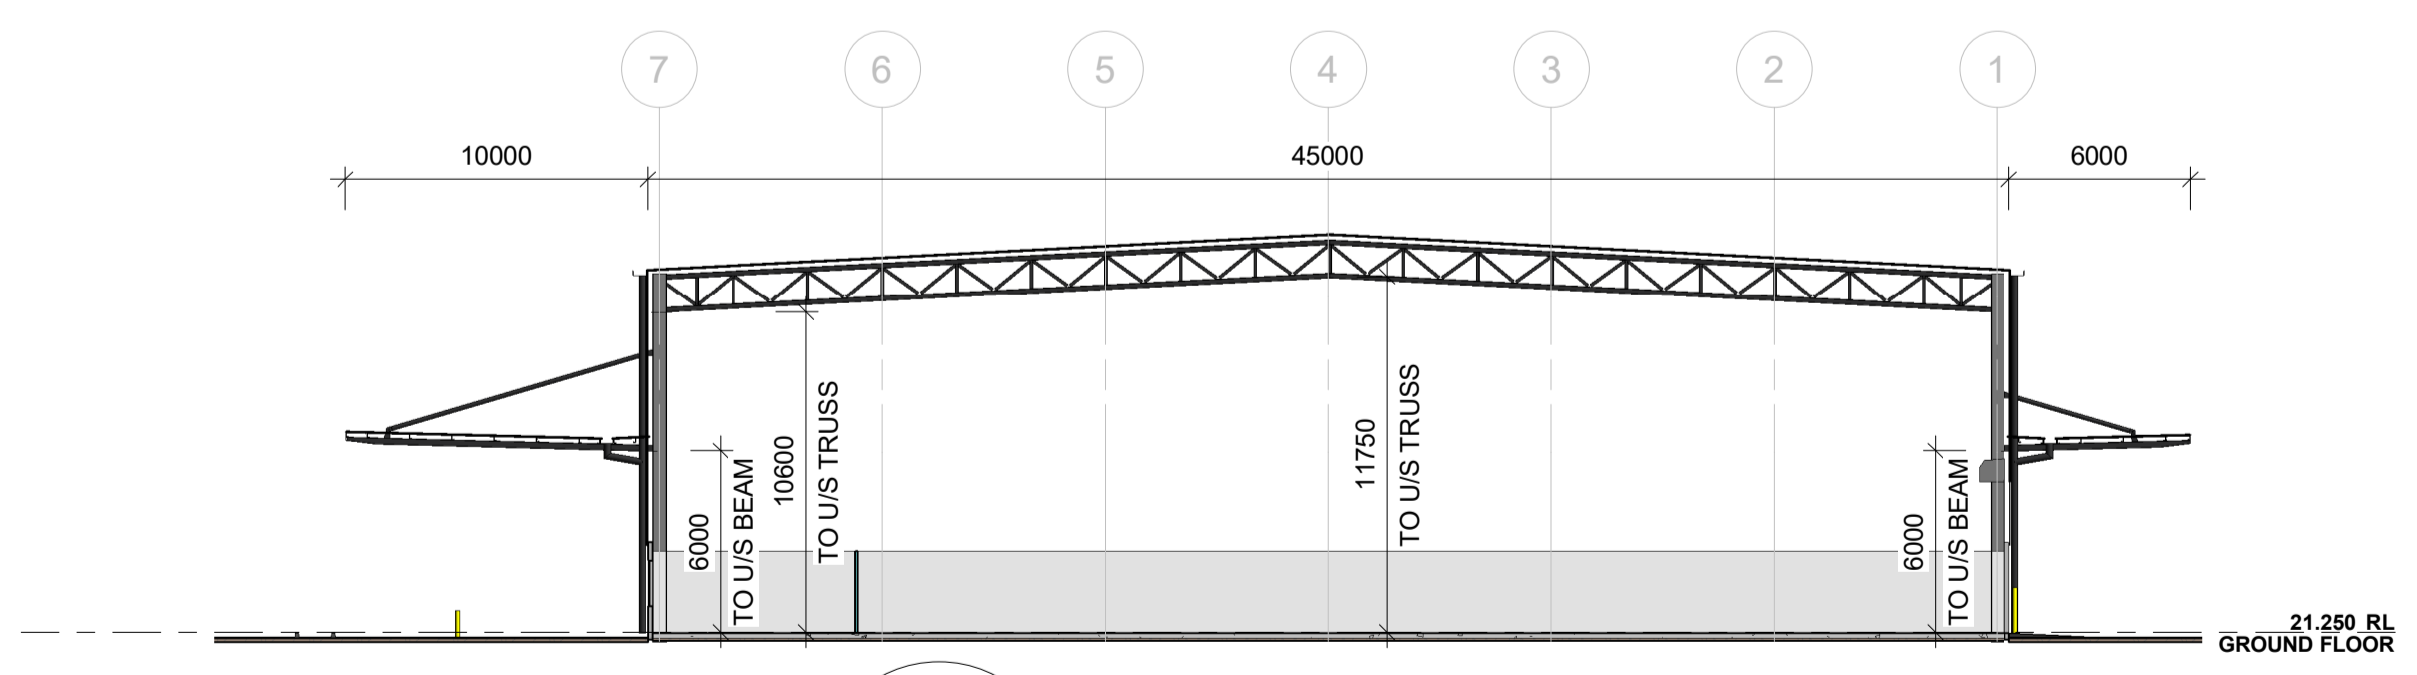 7
6
5
4
3
2
1
10000
45000
6000
6000
TO U/S BEAM
10600
TO U/S TRUSS
11750
TO U/S TRUSS
6000
TO U/S BEAM
21.250 RL
GROUND FLOOR